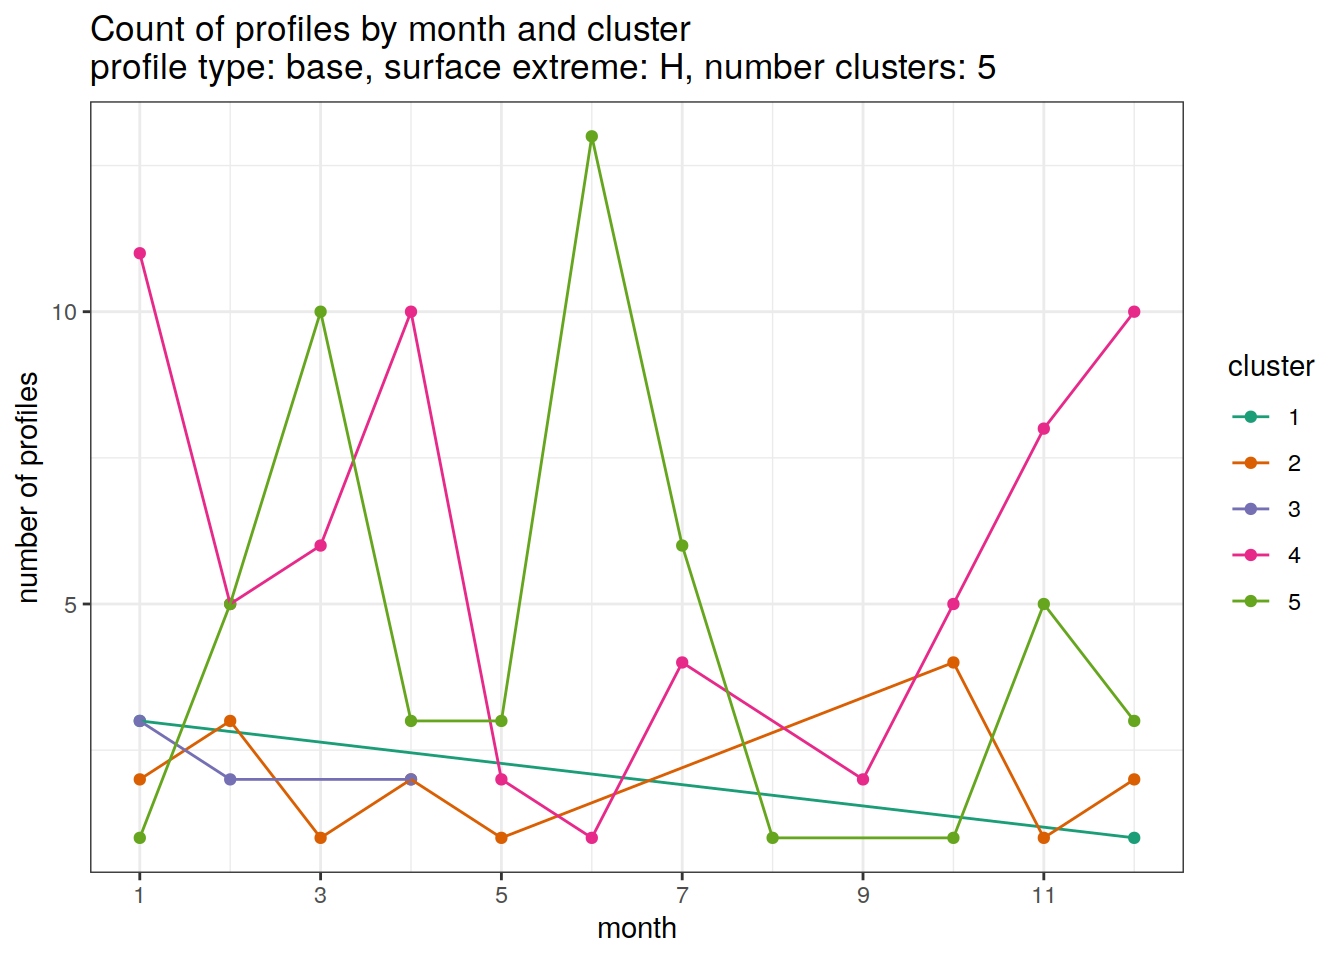 Count of profiles by month and cluster
profile type: base, surface extreme: H, number clusters: 5
number of profiles
10
5
1 3 5 7 9 11
month
cluster
1
2
3
4
5